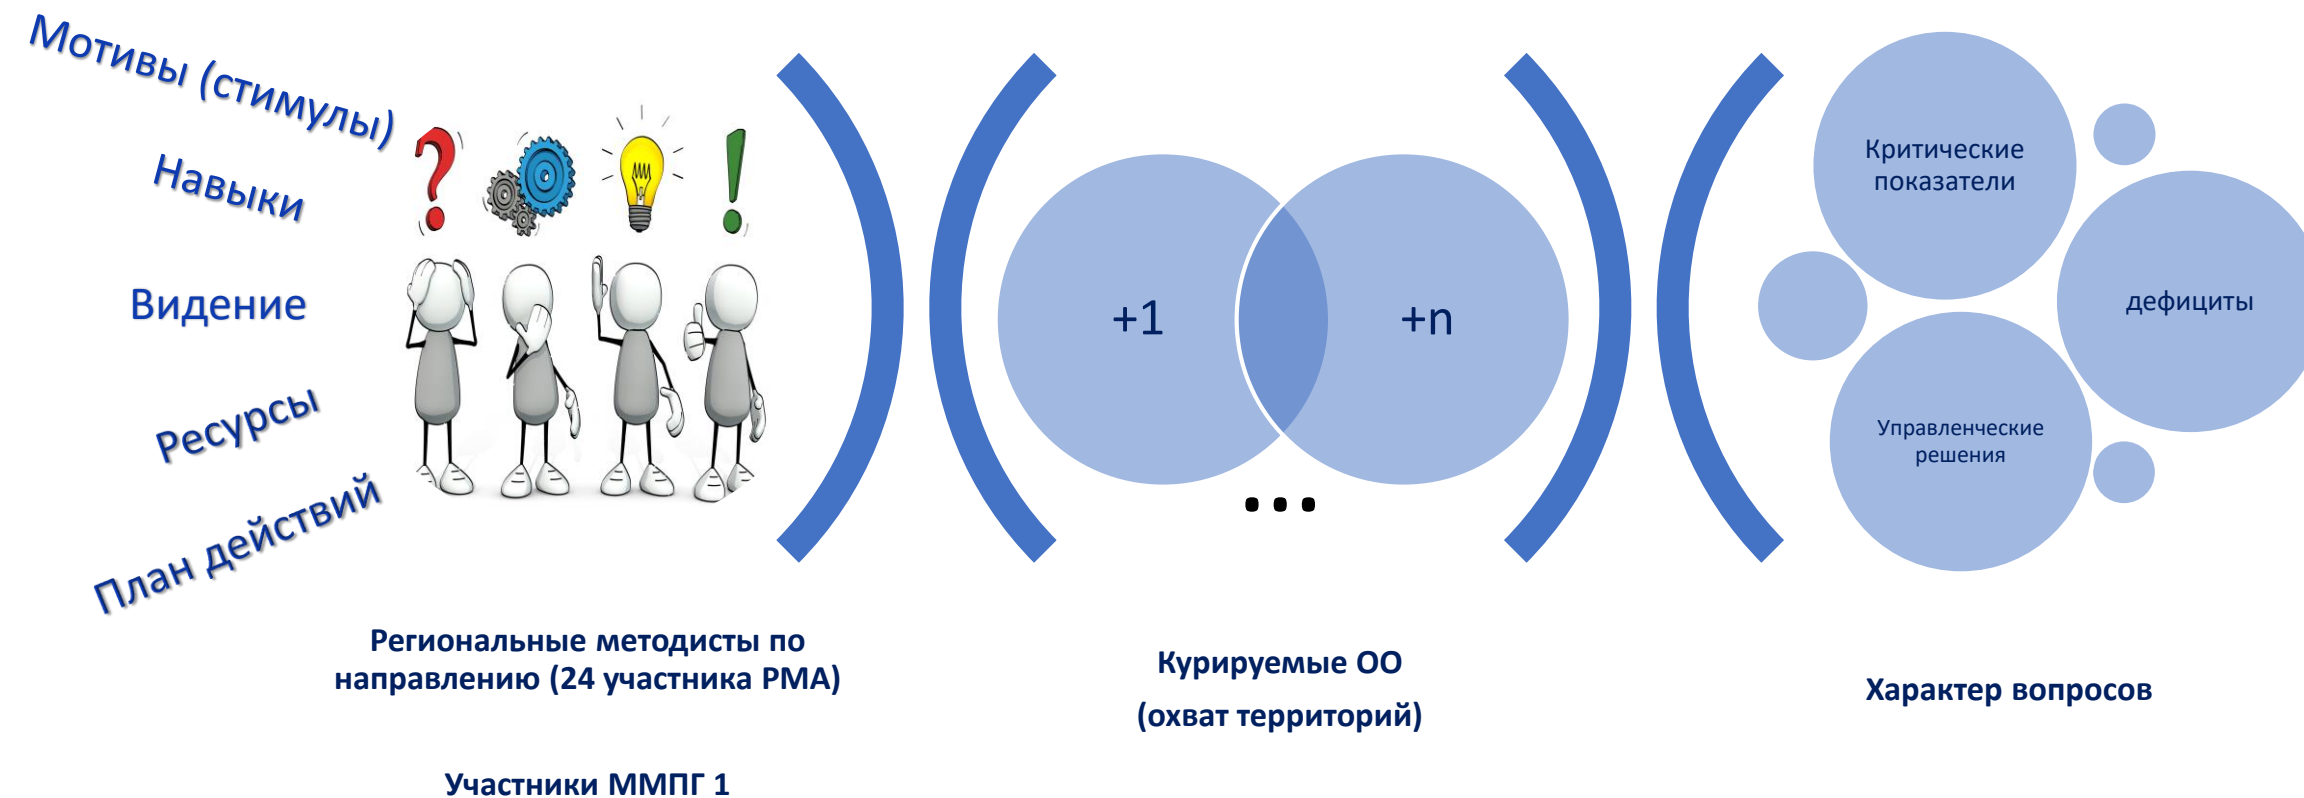 Мотивы (стимулы)
Навыки
Видение
Ресурсы
План действий
Региональные методисты по
направлению (24 участника РМА)
Участники ММПГ 1
+1
+n
...
Курируемые ОО
(охват территорий)
Критические
показатели
дефициты
Управленческие
решения
Характер вопросов